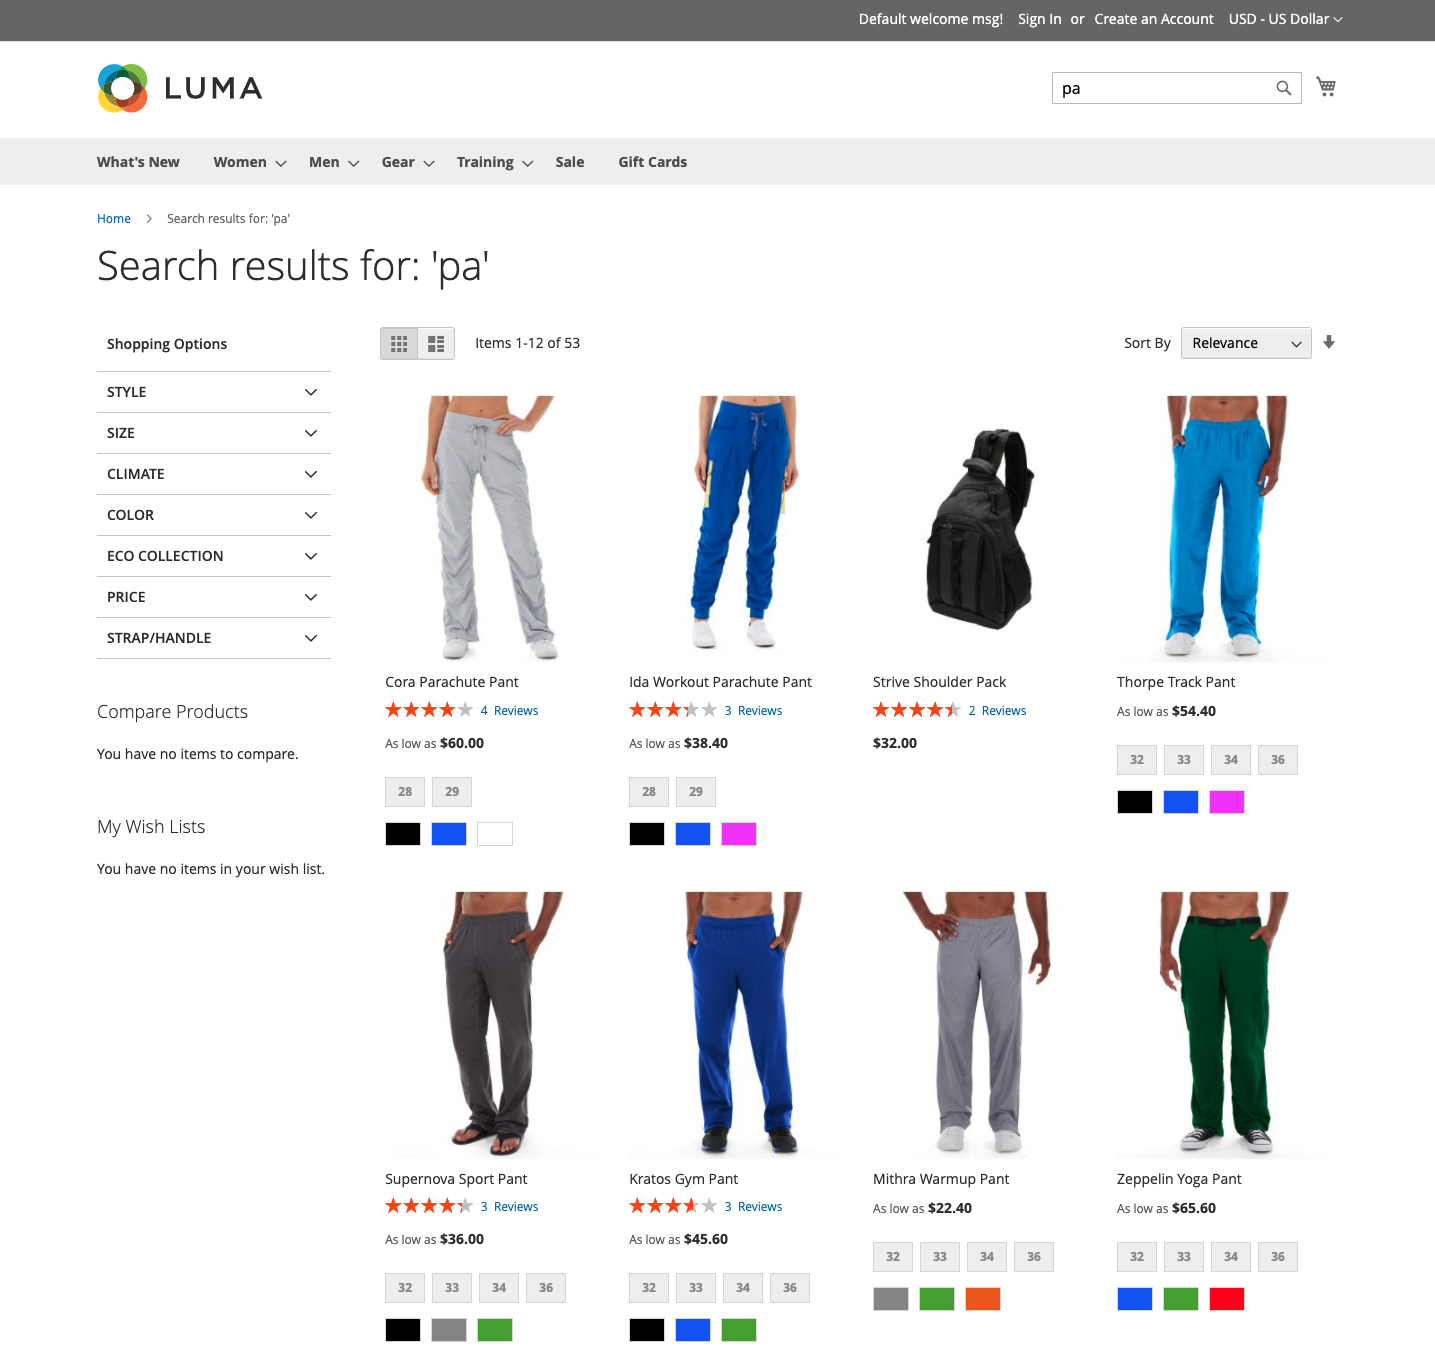 Default welcome msg! Sign In or Create an Account USD - US Dollar
LUMA
pa
What's New Women Men Gear Training Sale Gift Cards
Home Search results for: 'pa'
Search results for: 'pa'
Shopping Options
STYLE
SIZE
CLIMATE
COLOR
ECO COLLECTION
PRICE
STRAP/HANDLE
Compare Products
You have no items to compare.
My Wish Lists
You have no items in your wish list.
Items 1-12 of 53
Sort By Relevance
Cora Parachute Pant
4 Reviews
As low as $60.00
28 29
Ida Workout Parachute Pant
3 Reviews
As low as $38.40
28 29
Strive Shoulder Pack
2 Reviews
$32.00
Thorpe Track Pant
As low as $54.40
32 33 34 36
Supernova Sport Pant
3 Reviews
As low as $36.00
32 33 34 36
Kratos Gym Pant
3 Reviews
As low as $45.60
32 33 34 36
Mithra Warmup Pant
As low as $22.40
32 33 34 36
Zeppelin Yoga Pant
As low as $65.60
32 33 34 36